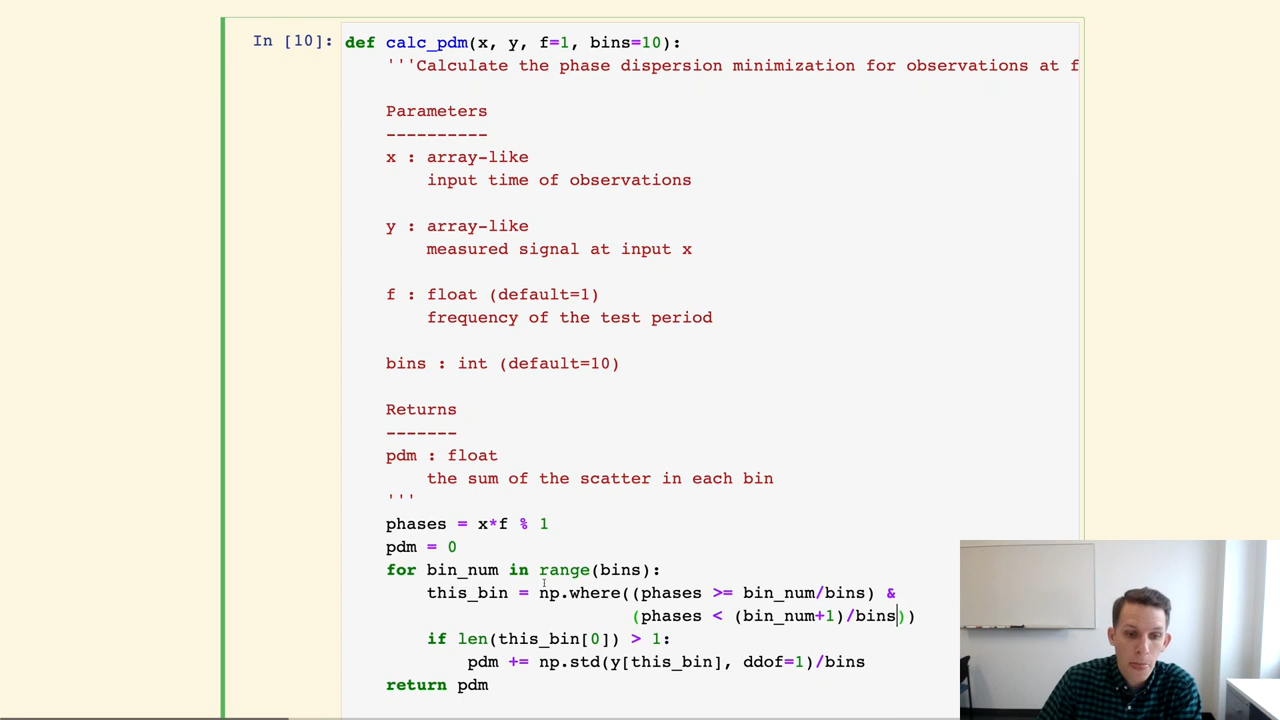 In [10]: def calc_pdm(x, y, f=1, bins=10):
'''Calculate the phase dispersion minimization for observations at f
Parameters
----------
x : array-like
input time of observations
y : array-like
measured signal at input x
f : float (default=1)
frequency of the test period
bins : int (default=10)
Returns
-------
pdm : float
the sum of the scatter in each bin
'''
phases = x*f % 1
pdm = 0
for bin_num in range(bins):
this_bin = np.where((phases >= bin_num/bins) &
(phases < (bin_num+1)/bins))
if len(this_bin[0]) > 1:
pdm += np.std(y[this_bin], ddof=1)/bins
return pdm